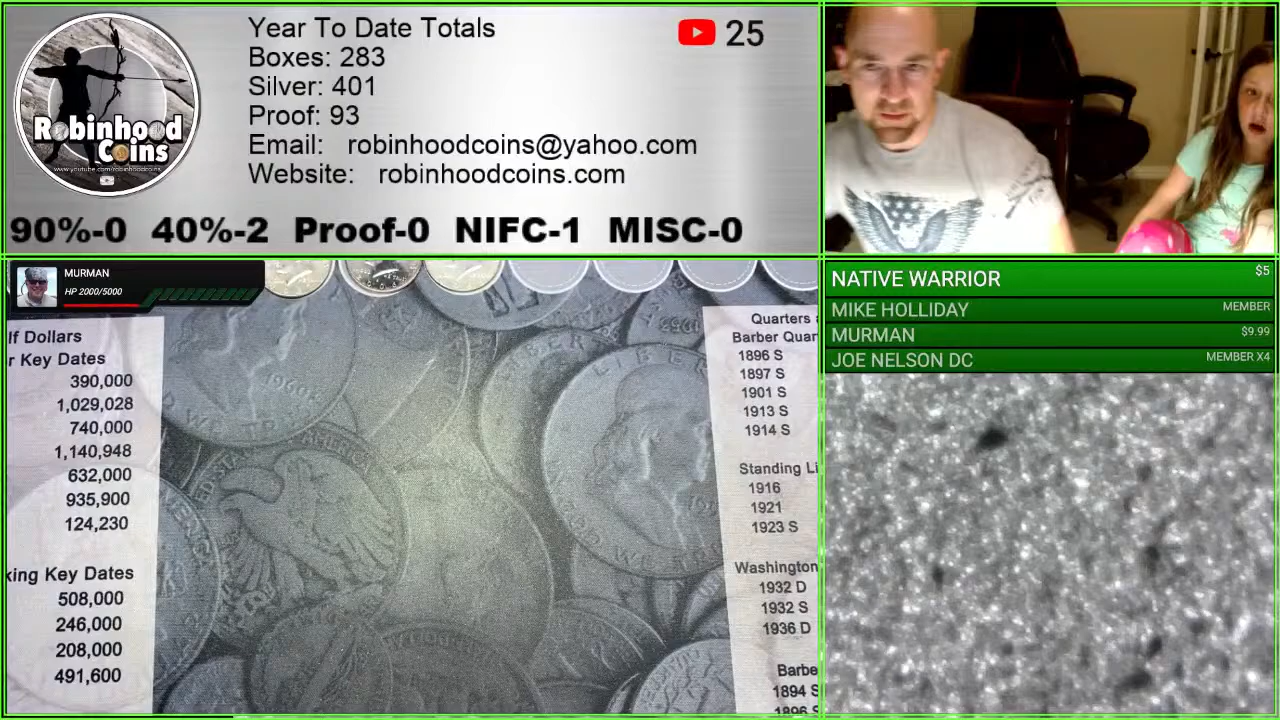 Year To Date Totals
Boxes: 283
Silver: 401
Proof: 93
Email: robinhoodcoins@yahoo.com
Website: robinhoodcoins.com
25
Robinhood
Coins
www.youtube.com/robinhoodcoins
90%-0 40%-2 Proof-0 NIFC-1 MISC-0
MURMAN
HP 2000/5000
lf Dollars
r Key Dates
390,000
1,029,028
740,000
1,140,948
632,000
935,900
124,230
king Key Dates
508,000
246,000
208,000
491,600
Quarters
Barber Quar
1896 S
1897 S
1901 S
1913 S
1914 S
Standing Li
1916
1921
1923 S
Washington
1932 D
1932 S
1936 D
Barbe
1894 S
1896 S
NATIVE WARRIOR $5
MIKE HOLLIDAY MEMBER
MURMAN $9.99
JOE NELSON DC MEMBER X4